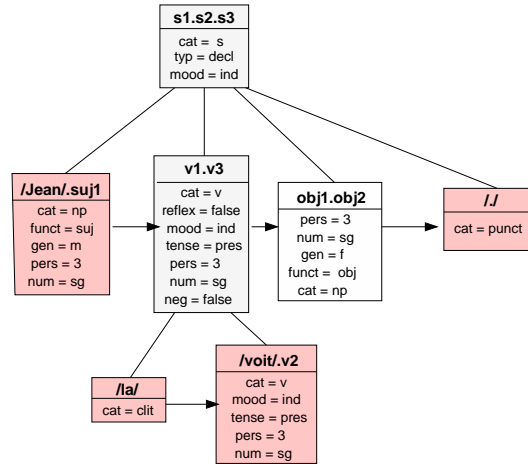 s1.s2.s3
cat = s
typ = decl
mood = ind
/Jean/.suj1
cat = np
funct = suj
gen = m
pers = 3
num = sg
v1.v3
cat = v
reflex = false
mood = ind
tense = pres
pers = 3
num = sg
neg = false
obj1.obj2
pers = 3
num = sg
gen = f
funct = obj
cat = np
/./
cat = punct
/la/
cat = clit
/voit/.v2
cat = v
mood = ind
tense = pres
pers = 3
num = sg